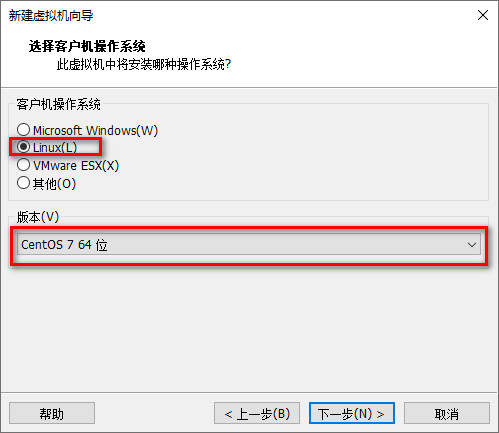 新建虚拟机向导
选择客户机操作系统
此虚拟机中将安装哪种操作系统?
客户机操作系统
Microsoft Windows(W)
Linux(L)
VMware ESX(X)
其他(O)
版本(V)
CentOS 7 64 位
帮助
< 上一步(B)
下一步(N) >
取消